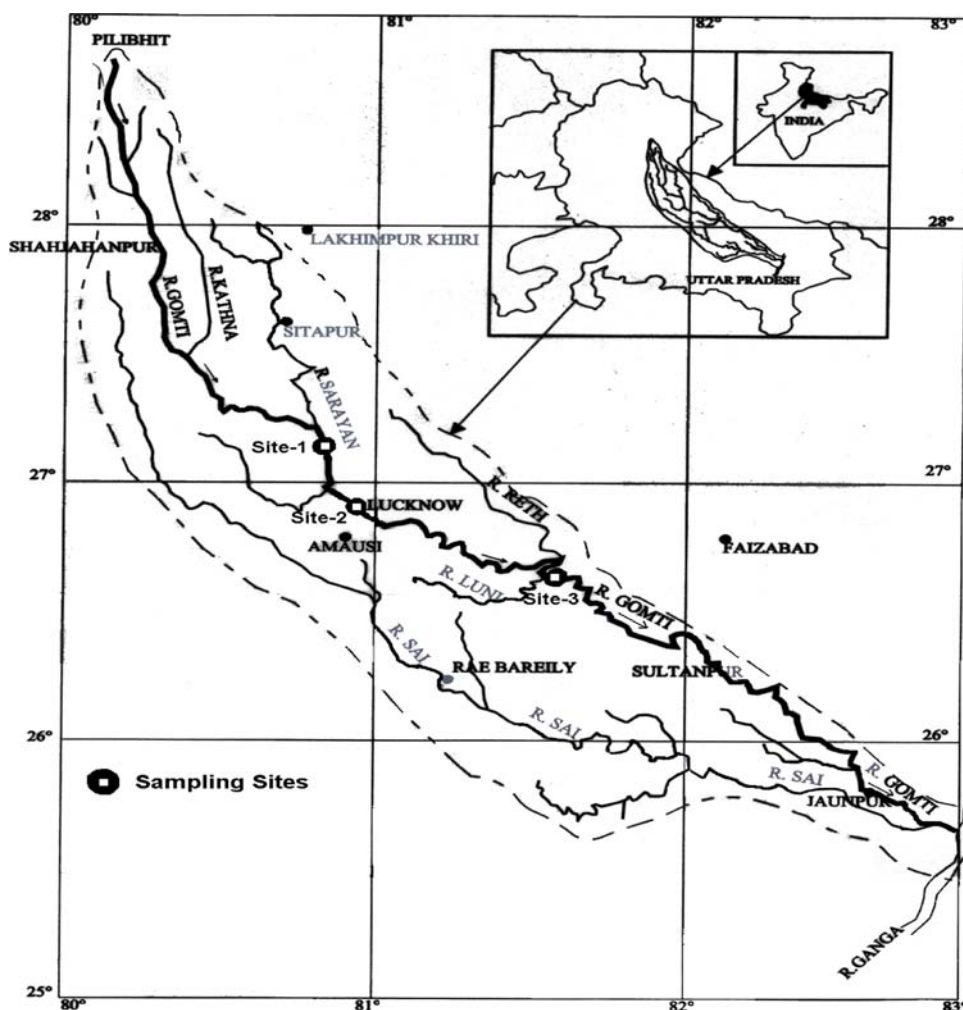 80°
81°
82°
83°
PILIBHIT
INDIA
28°
28°
SHAHJAHANPUR
LAKHIMPUR KHIRI
UTTAR PRADESH
R.GOMTI
R.KATHNA
SITAPUR
R.SARAYAN
Site-1
27°
27°
R. RETH
Site-2
LUCKNOW
AMAUSI
FAIZABAD
R. LUNI
Site-3
R. GOMTI
R. SAI
RAE BAREILY
SULTANPUR
R. SAI
26°
26°
Sampling Sites
R. SAI
R. GOMTI
JAUNPUR
R.GANGA
25°
80°
81°
82°
83°